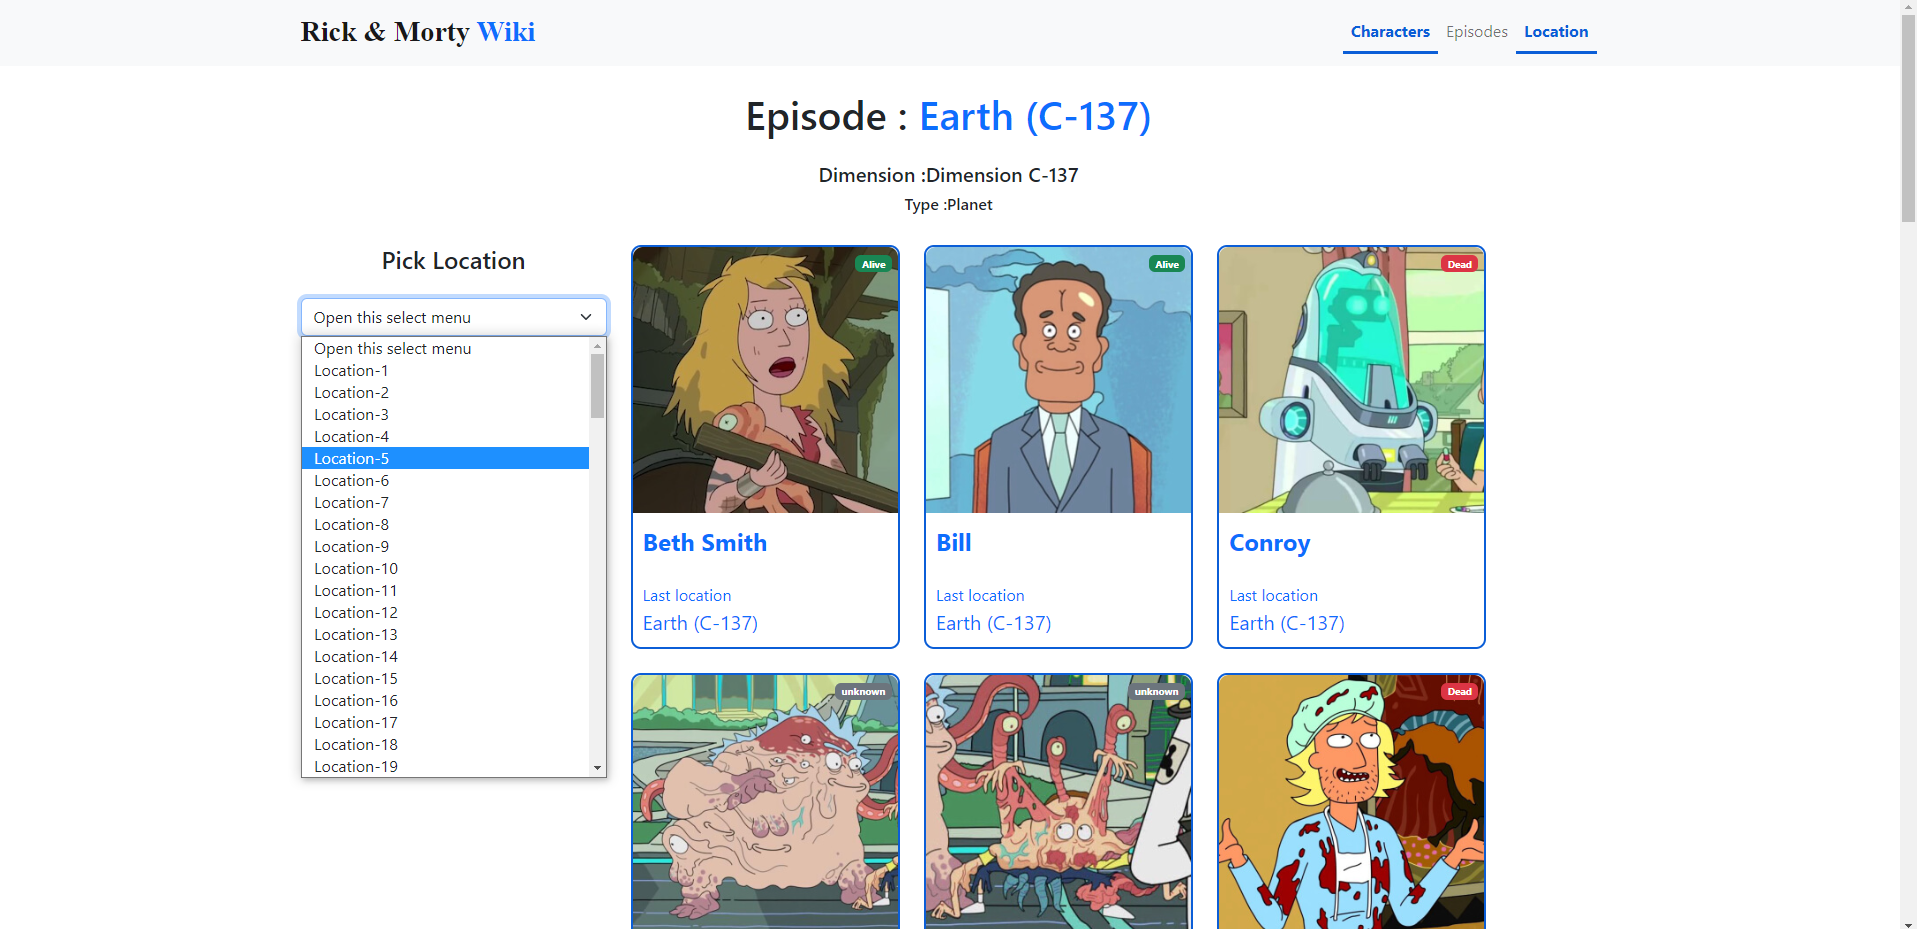 Rick & Morty Wiki
Characters Episodes Location
Episode : Earth (C-137)
Dimension :Dimension C-137
Type :Planet
Pick Location
Open this select menu
Open this select menu
Location-1
Location-2
Location-3
Location-4
Location-5
Location-6
Location-7
Location-8
Location-9
Location-10
Location-11
Location-12
Location-13
Location-14
Location-15
Location-16
Location-17
Location-18
Location-19
Alive
Beth Smith
Last location
Earth (C-137)
Alive
Bill
Last location
Earth (C-137)
Dead
Conroy
Last location
Earth (C-137)
unknown
unknown
Dead